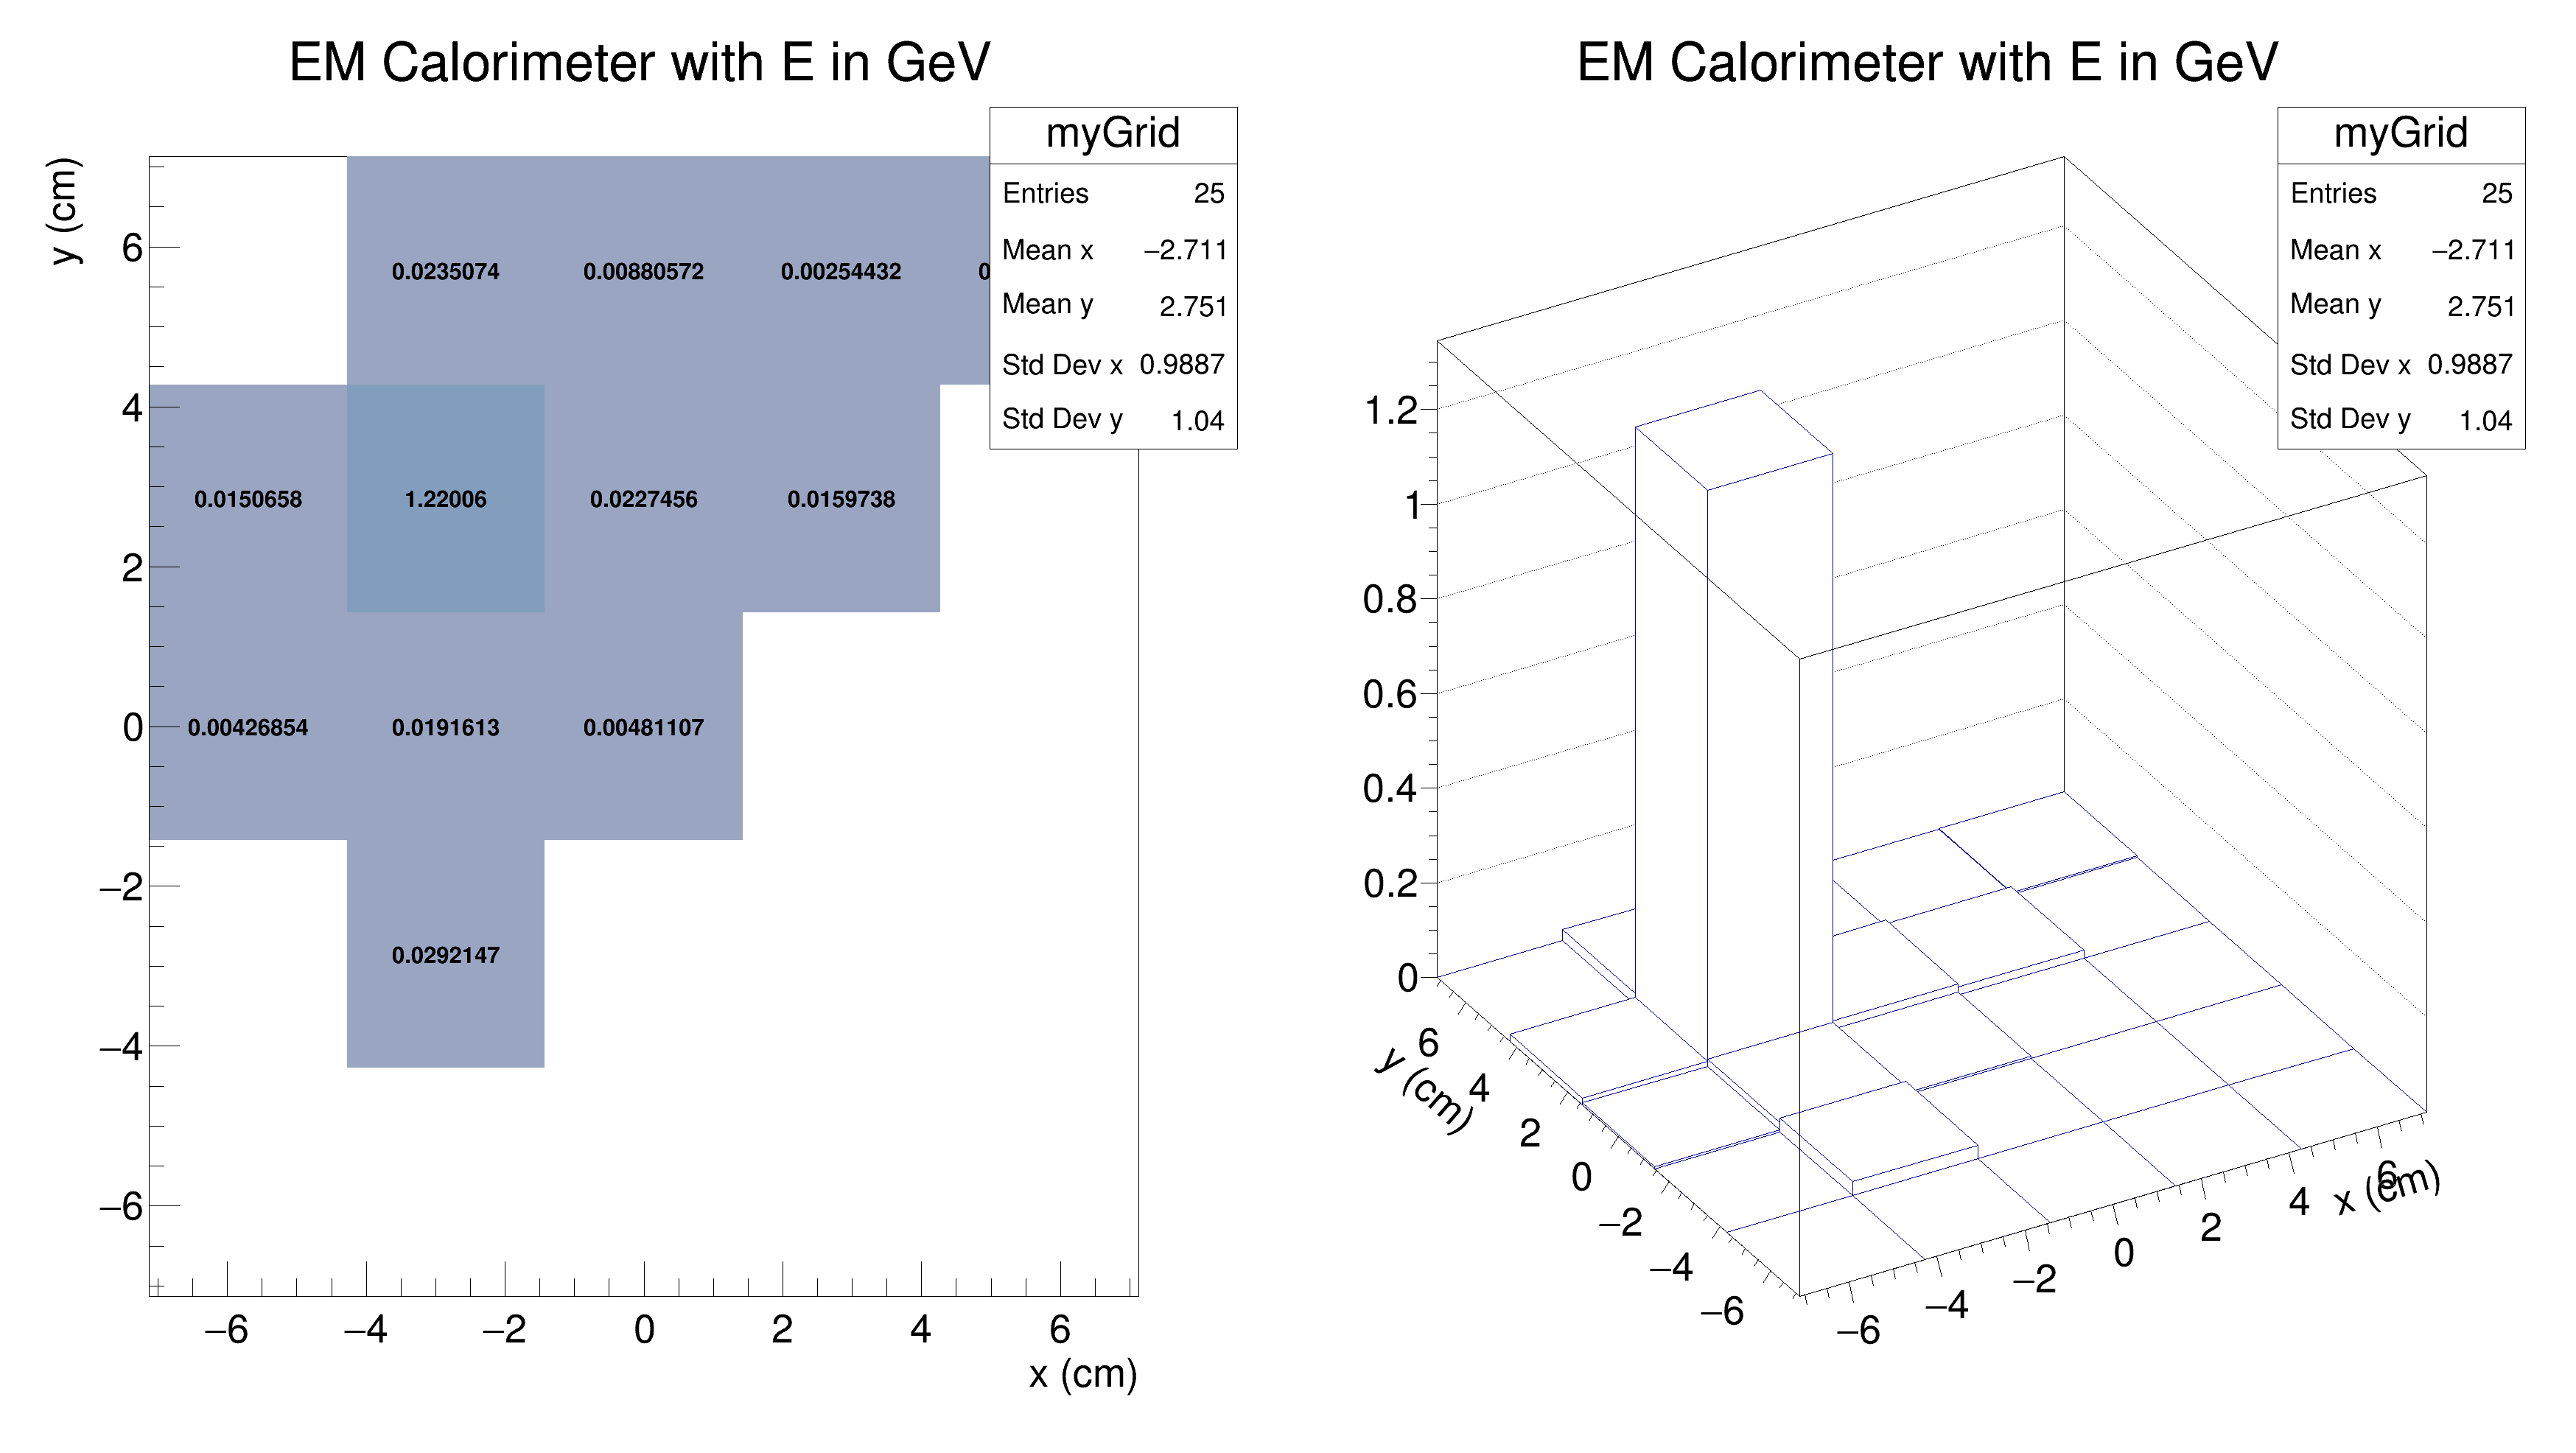 EM Calorimeter with E in GeV
y (cm)
myGrid
Entries 25
Mean x −2.711
Mean y 2.751
Std Dev x 0.9887
Std Dev y 1.04
6
4
2
0
−2
−4
−6
0.0235074 0.00880572 0.00254432 0
0.0150658 1.22006 0.0227456 0.0159738
0.00426854 0.0191613 0.00481107
0.0292147
−6 −4 −2 0 2 4 6
x (cm)
EM Calorimeter with E in GeV
myGrid
Entries 25
Mean x −2.711
Mean y 2.751
Std Dev x 0.9887
Std Dev y 1.04
1.2
1
0.8
0.6
0.4
0.2
0
y (cm)
6
4
2
0
−2
−4
−6
−6 −4 −2 0 2 4 6
x (cm)